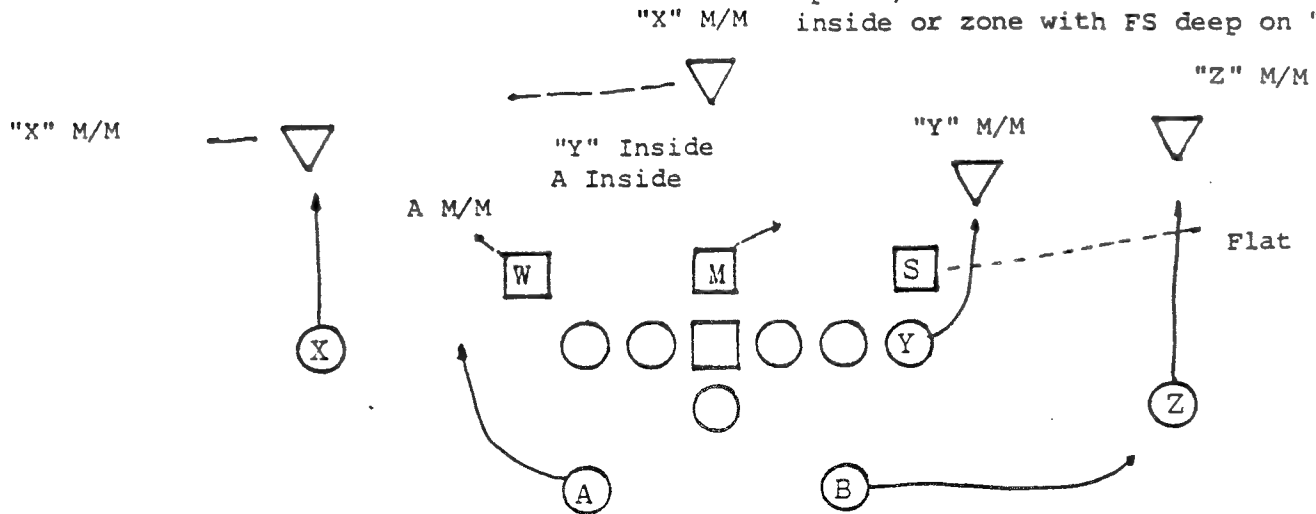 "X" M/M
inside or zone with FS deep on "
"Z" M/M
"X" M/M
"Y" M/M
"Y" Inside
A Inside
A M/M
Flat
W
M
S
X
Y
Z
A
B